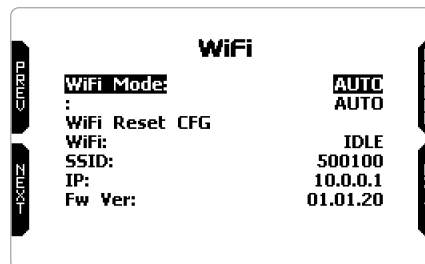 WiFi
PREV
WiFi Mode: AUTO
: AUTO
WiFi Reset CFG
WiFi: IDLE
SSID: 500100
IP: 10.0.0.1
Fw Ver: 01.01.20
NEXT